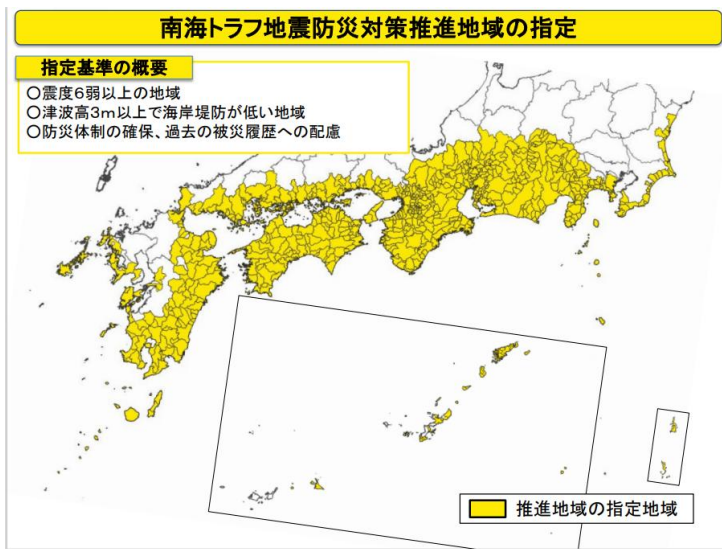 南海トラフ地震防災対策推進地域の指定
指定基準の概要
○震度6弱以上の地域
○津波高3m以上で海岸堤防が低い地域
○防災体制の確保、過去の被災履歴への配慮
推進地域の指定地域